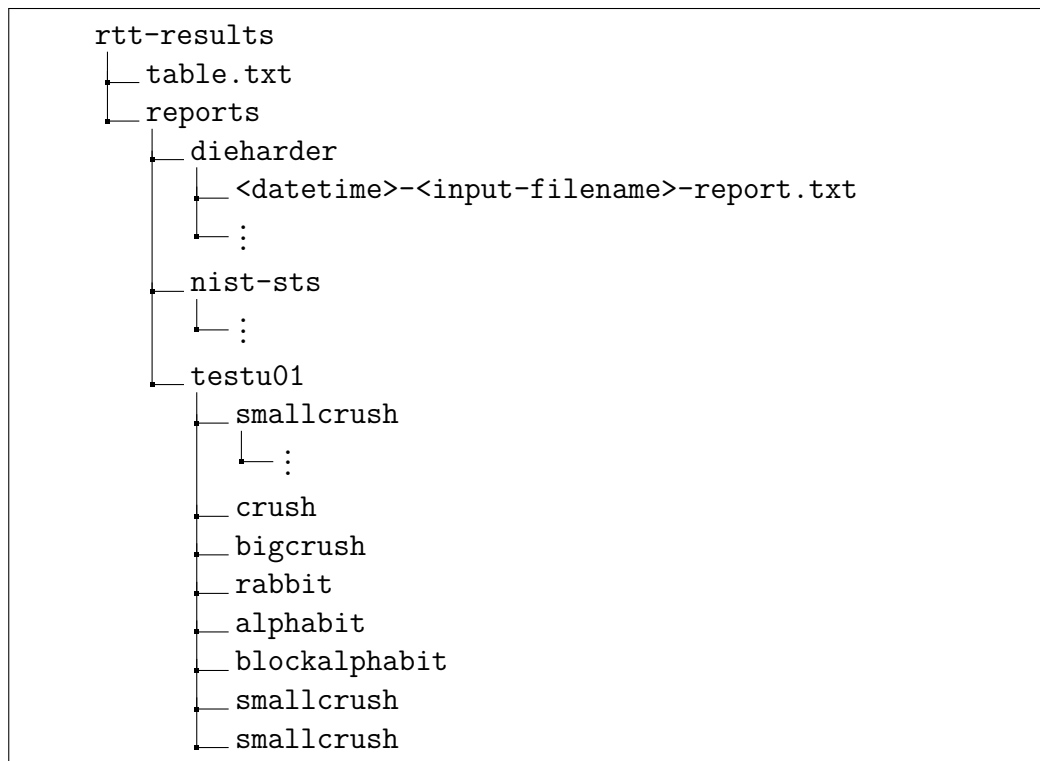 rtt-results
table.txt
reports
dieharder
<datetime>-<input-filename>-report.txt
⋮
nist-sts
⋮
testu01
smallcrush
⋮
crush
bigcrush
rabbit
alphabit
blockalphabit
smallcrush
smallcrush